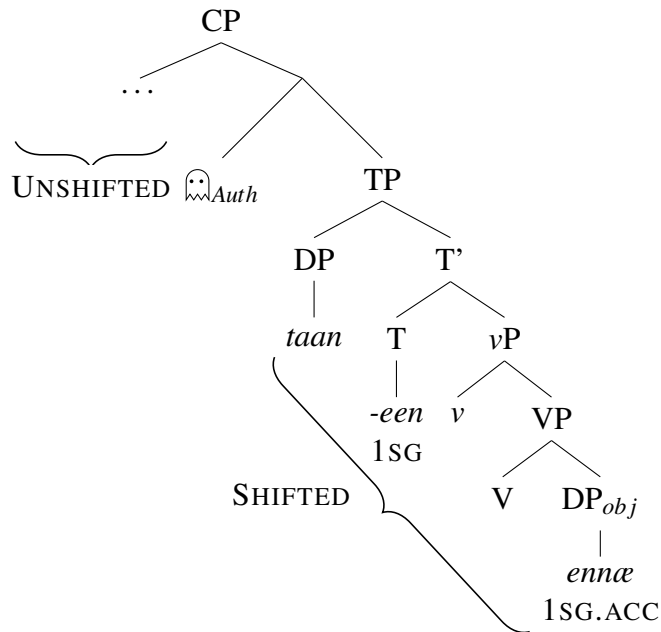 CP
...
UNSHIFTED Auth
TP
DP T'
taan T vP
-een v VP
1SG
SHIFTED V DPobj
ennæ
1SG.ACC